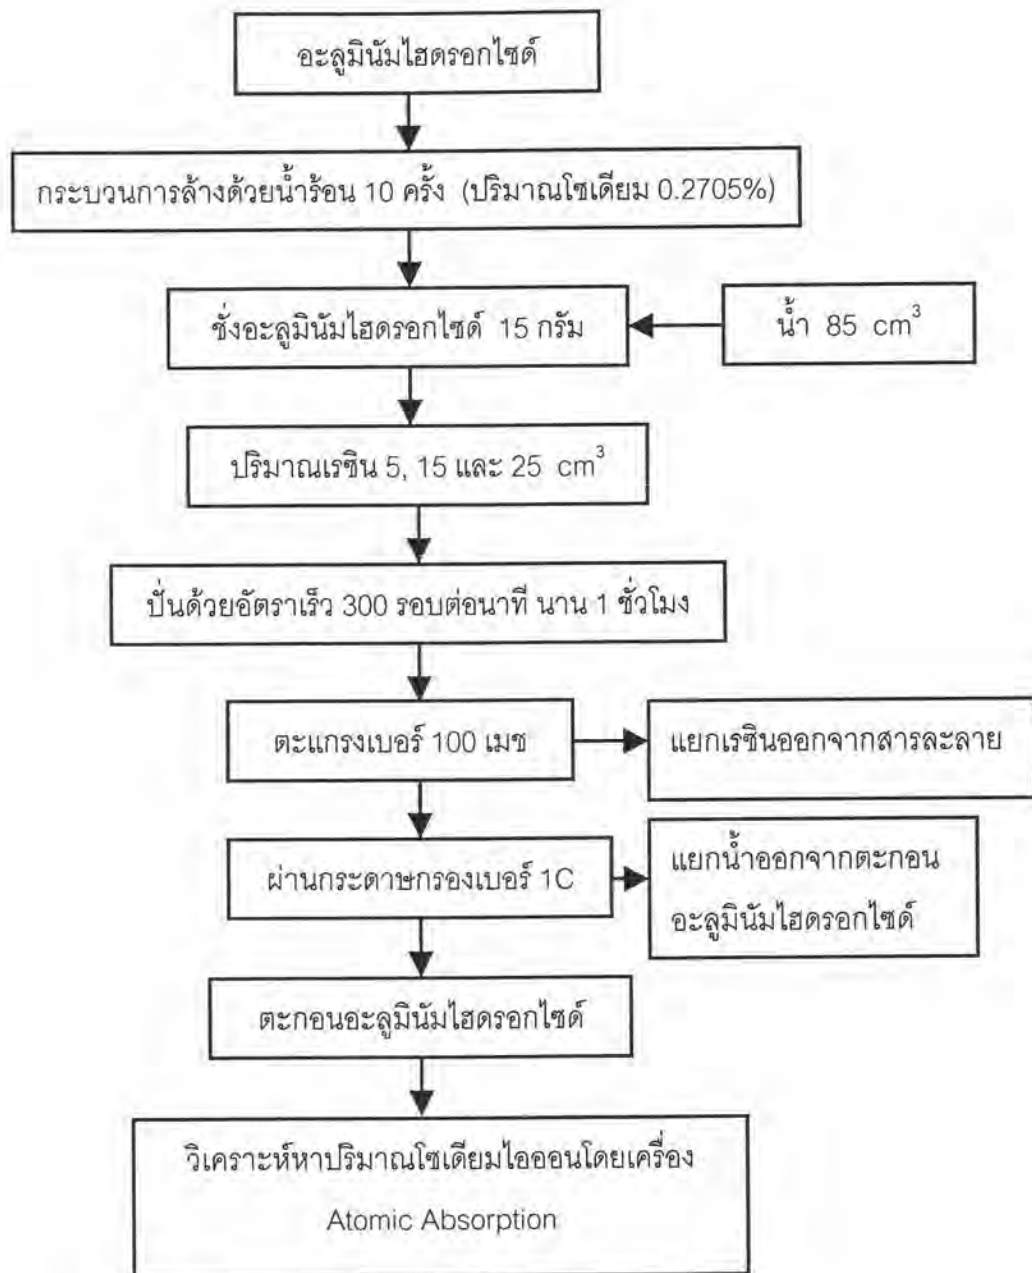 อะลูมินัมไฮดรอกไซด์
กระบวนการล้างด้วยน้ำร้อน 10 ครั้ง (ปริมาณโซเดียม 0.2705%)
ชั่งอะลูมินัมไฮดรอกไซด์ 15 กรัม
น้ำ 85 cm³
ปริมาณเรซิน 5, 15 และ 25 cm³
ปั่นด้วยอัตราเร็ว 300 รอบต่อนาที นาน 1 ชั่วโมง
ตะแกรงเบอร์ 100 เมช
แยกเรซินออกจากสารละลาย
ผ่านกระดาษกรองเบอร์ 1C
แยกน้ำออกจากตะกอน
อะลูมินัมไฮดรอกไซด์
ตะกอนอะลูมินัมไฮดรอกไซด์
วิเคราะห์หาปริมาณโซเดียมไอออนโดยเครื่อง
Atomic Absorption